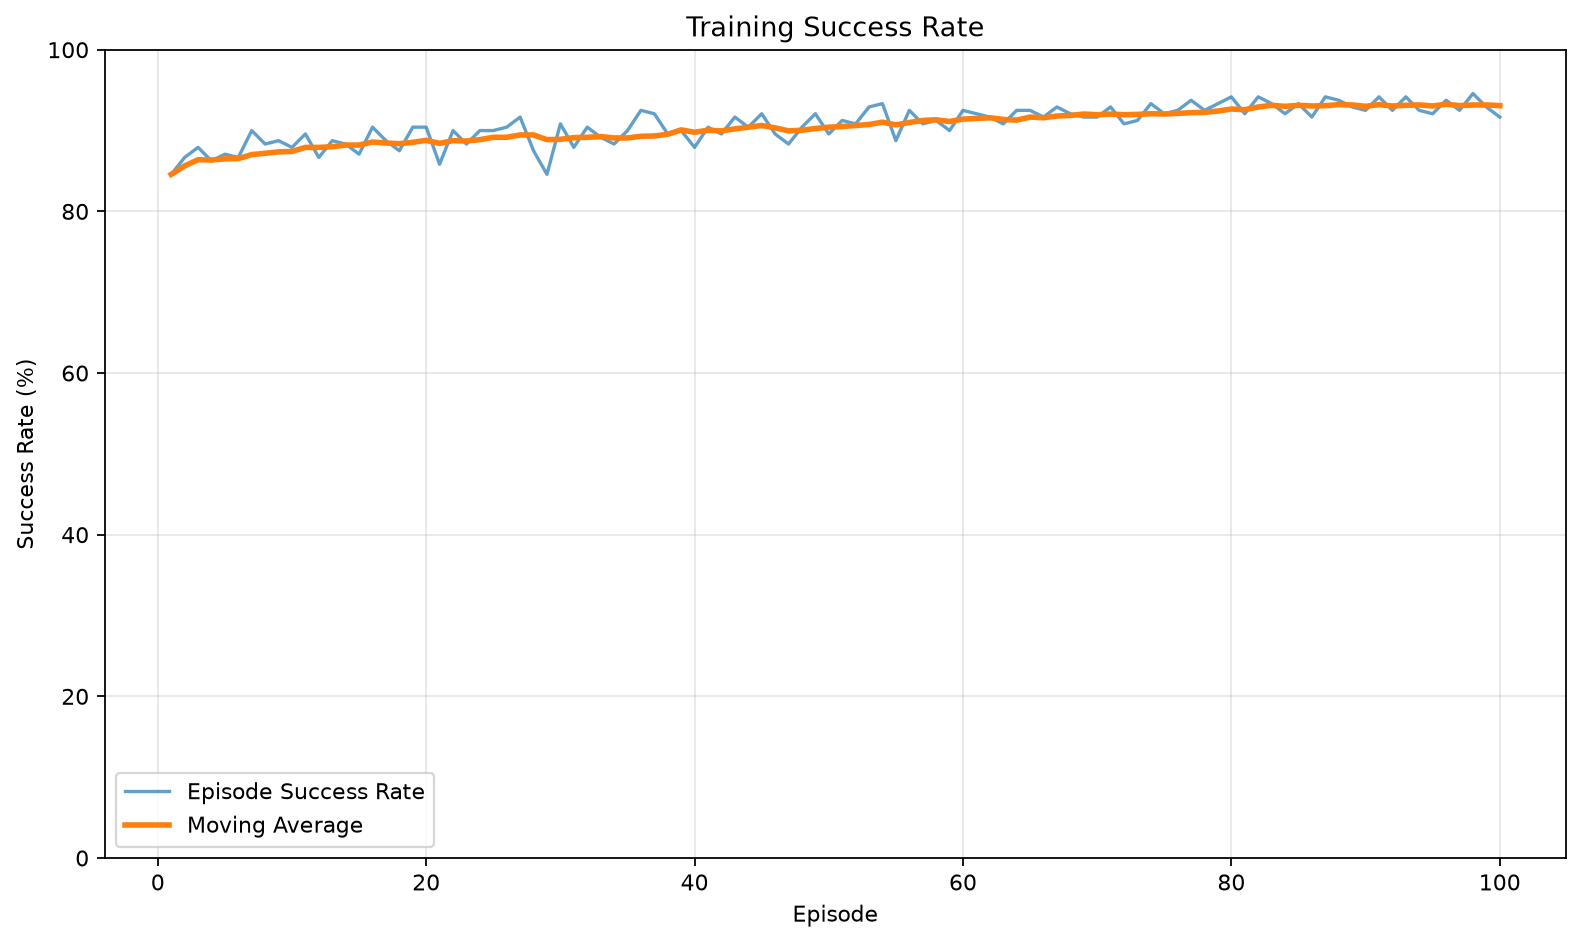 Training Success Rate
100
80
60
40
20
0
Success Rate (%)
Episode Success Rate
Moving Average
0 20 40 60 80 100
Episode